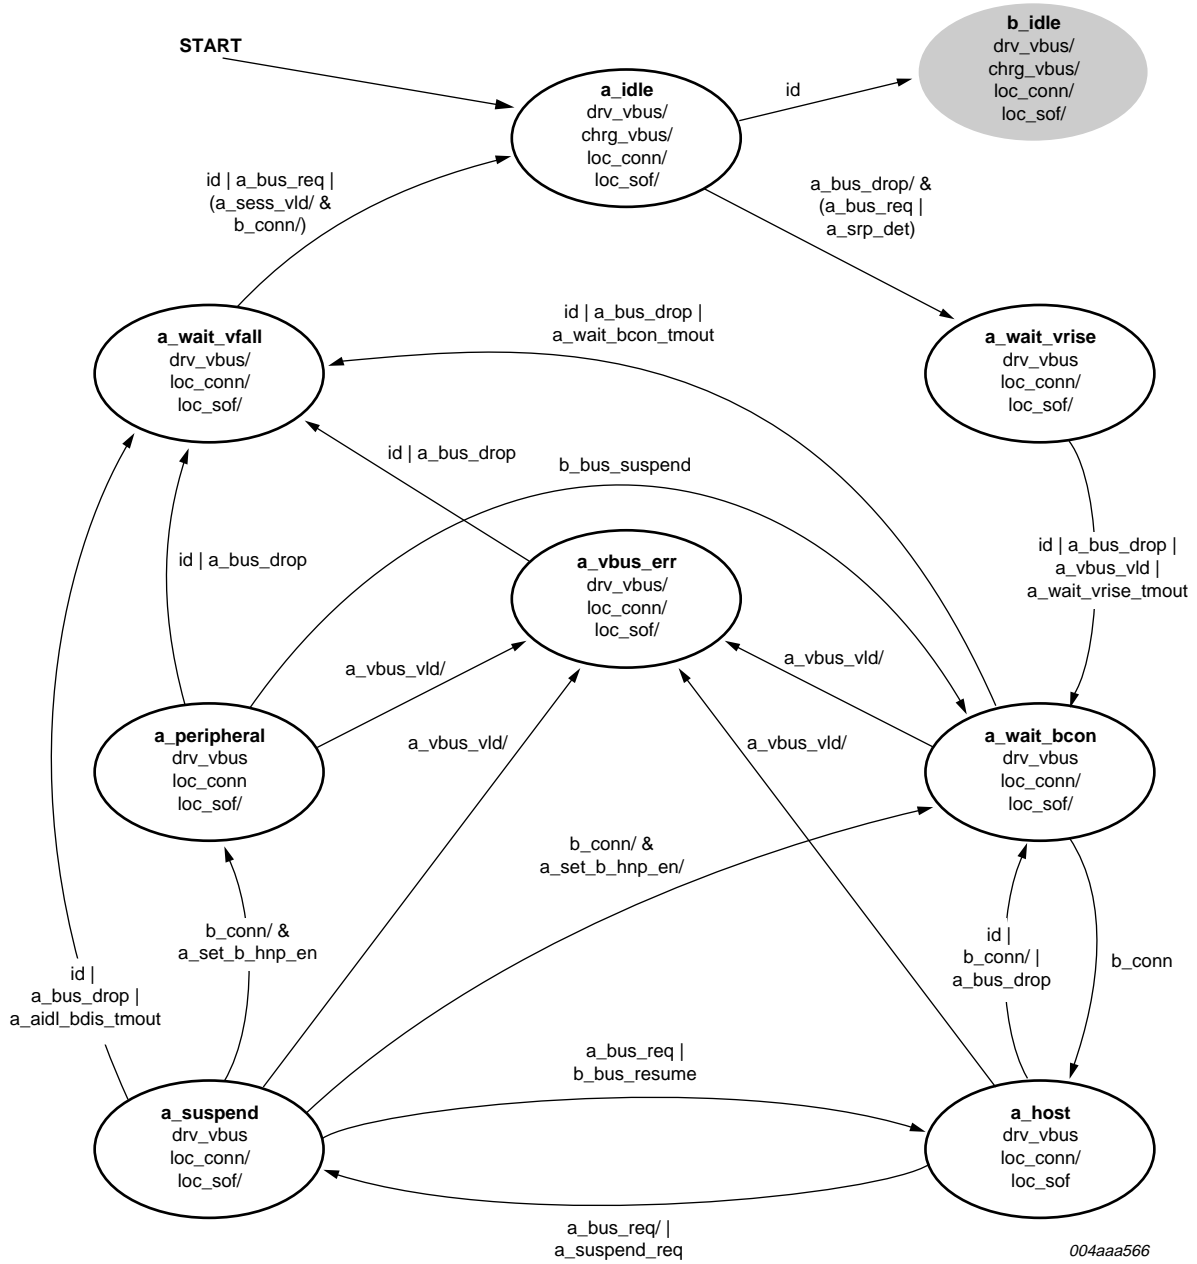 START
b_idle
drv_vbus/
chrg_vbus/
loc_conn/
loc_sof/
a_idle
drv_vbus/
chrg_vbus/
loc_conn/
loc_sof/
id
id | a_bus_req |
(a_sess_vld/ &
b_conn/)
a_bus_drop/ &
(a_bus_req |
a_srp_det)
a_wait_vfall
drv_vbus/
loc_conn/
loc_sof/
id | a_bus_drop |
a_wait_bcon_tmout
a_wait_vrise
drv_vbus
loc_conn/
loc_sof/
id | a_bus_drop
b_bus_suspend
id | a_bus_drop
a_vbus_err
drv_vbus/
loc_conn/
loc_sof/
id | a_bus_drop |
a_vbus_vld |
a_wait_vrise_tmout
a_vbus_vld/
a_vbus_vld/
a_peripheral
drv_vbus
loc_conn
loc_sof/
a_vbus_vld/
a_vbus_vld/
a_wait_bcon
drv_vbus
loc_conn/
loc_sof/
b_conn/ &
a_set_b_hnp_en/
b_conn/ &
a_set_b_hnp_en
id |
b_conn/ |
a_bus_drop
b_conn
id |
a_bus_drop |
a_aidl_bdis_tmout
a_bus_req |
b_bus_resume
a_suspend
drv_vbus
loc_conn/
loc_sof/
a_host
drv_vbus
loc_conn/
loc_sof
a_bus_req/ |
a_suspend_req
004aaa566